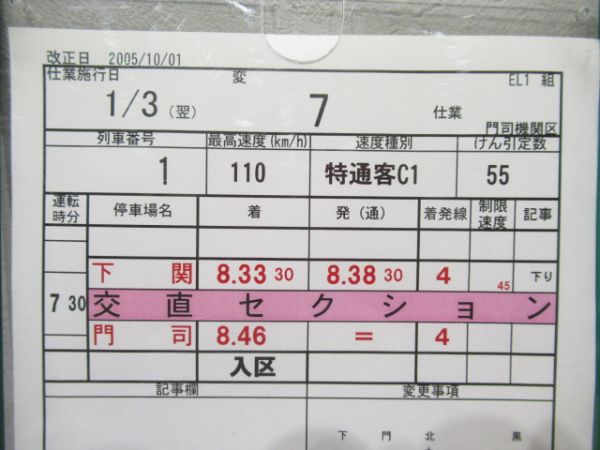 改正日 2005/10/01
仕業施行日 変 EL1 組
1/3 (翌) 7 仕業
門司機関区
列車番号 最高速度(km/h) 速度種別 けん引定数
1 110 特通客C1 55
運転時分 停車場名 着 発（通） 着発線 制限速度 記事
下関 8.33 30 8.38 30 4 45 下り
7 30 交直セクション
門司 8.46 = 4
入区
記事欄 変更事項
下 門 北 黒